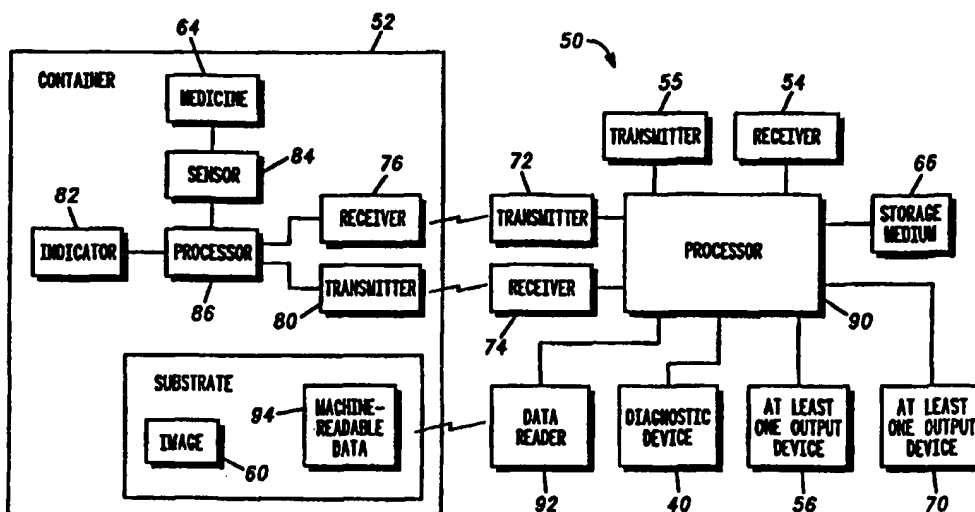 52
64
CONTAINER
MEDICINE
SENSOR
84
82
76
INDICATOR
PROCESSOR
RECEIVER
86
TRANSMITTER
80
SUBSTRATE
94
IMAGE
60
MACHINE-
READABLE
DATA
50
55
54
TRANSMITTER
RECEIVER
72
66
TRANSMITTER
PROCESSOR
STORAGE
MEDIUM
RECEIVER
74
90
DATA
READER
92
DIAGNOSTIC
DEVICE
40
AT LEAST
ONE OUTPUT
DEVICE
56
AT LEAST
ONE OUTPUT
DEVICE
70